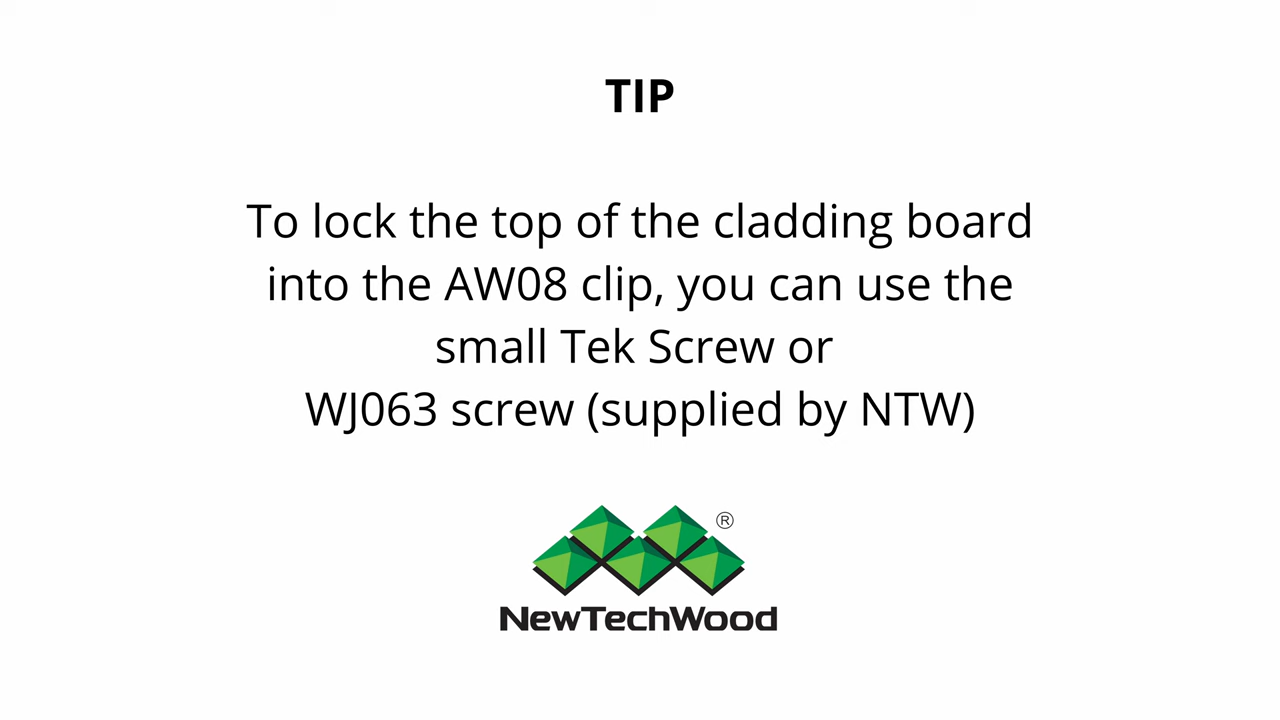 TIP
To lock the top of the cladding board
into the AW08 clip, you can use the
small Tek Screw or
WJ063 screw (supplied by NTW)
®
NewTechWood